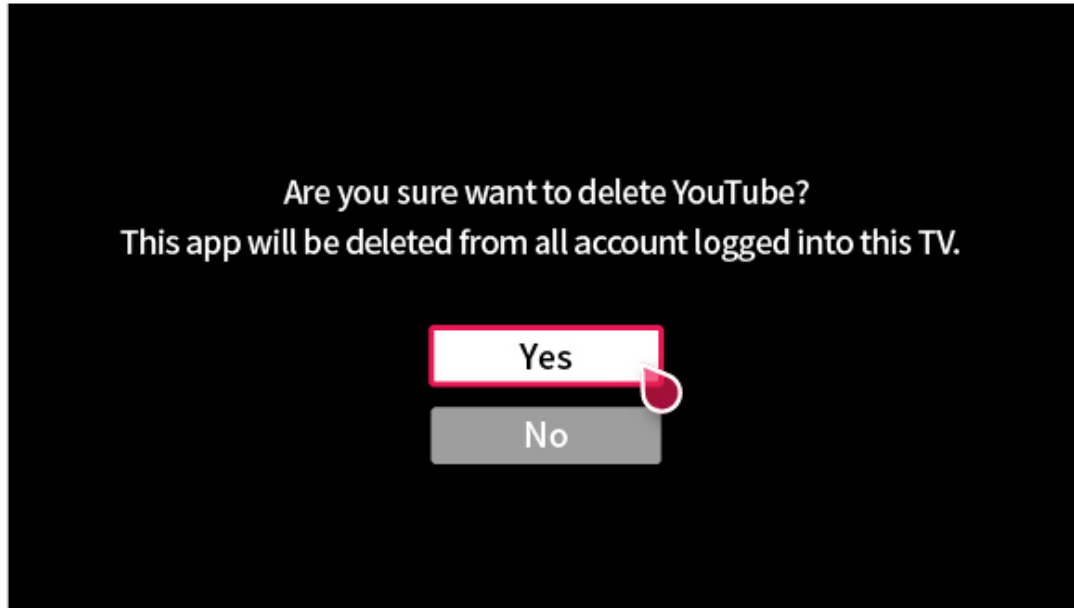 Are you sure want to delete YouTube?
This app will be deleted from all account logged into this TV.
Yes
No